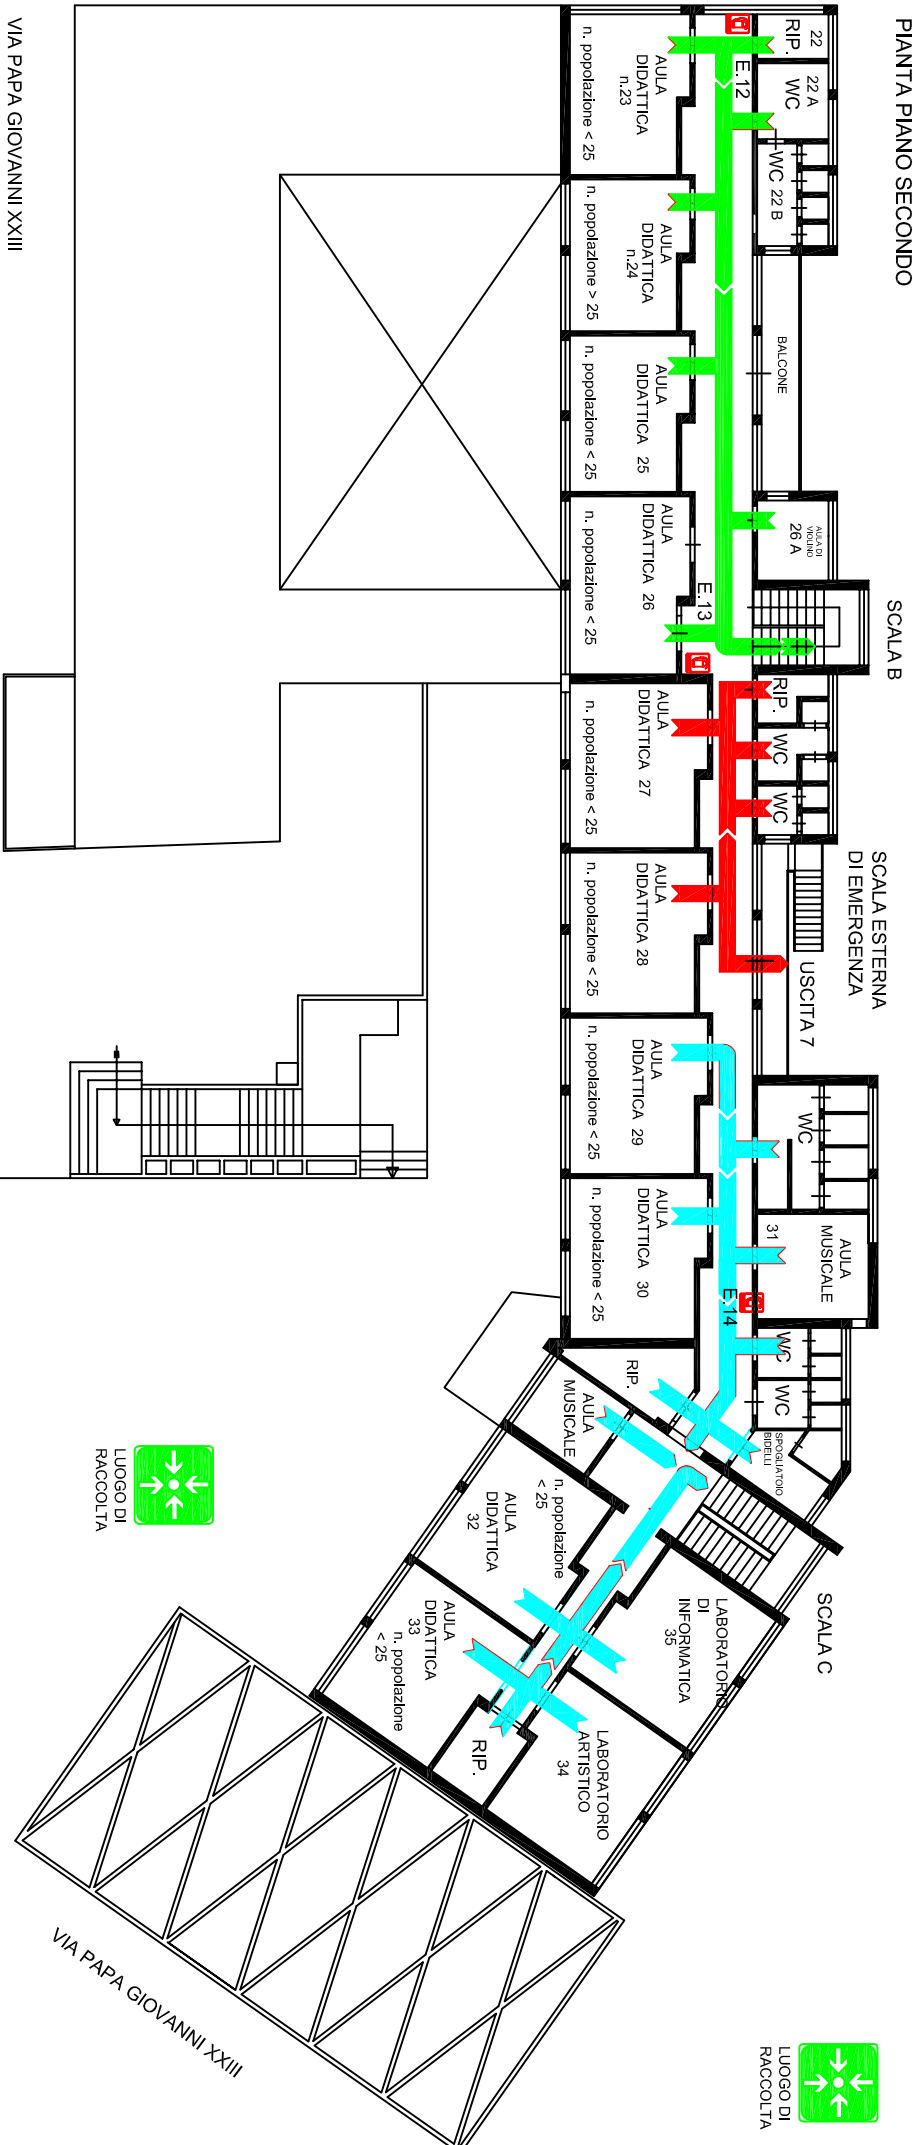 PIANTA PIANO SECONDO
22
RIP.
22 A
WC
WC 22 B
E.12
BALCONE
AULA DI
VIOLINO
26 A
SCALA B
AULA
DIDATTICA
n.23
n. popolazione < 25
AULA
DIDATTICA
n.24
n. popolazione > 25
AULA
DIDATTICA 25
n. popolazione < 25
AULA
DIDATTICA 26
n. popolazione < 25
E.13
RIP.
WC
WC
SCALA ESTERNA
DI EMERGENZA
USCITA 7
AULA
DIDATTICA 27
n. popolazione < 25
AULA
DIDATTICA 28
n. popolazione < 25
AULA
DIDATTICA 29
n. popolazione < 25
AULA
DIDATTICA 30
n. popolazione < 25
WC
AULA
MUSICALE
31
E.14
WC
WC
SPOGLIATOIO
BIDELLI
RIP.
AULA
MUSICALE
SCALA C
n. popolazione
< 25
AULA
DIDATTICA
32
AULA
DIDATTICA
33
n. popolazione
< 25
LABORATORIO
DI
INFORMATICA
35
LABORATORIO
ARTISTICO
34
RIP.
LUOGO DI
RACCOLTA
LUOGO DI
RACCOLTA
VIA PAPA GIOVANNI XXIII
VIA PAPA GIOVANNI XXIII